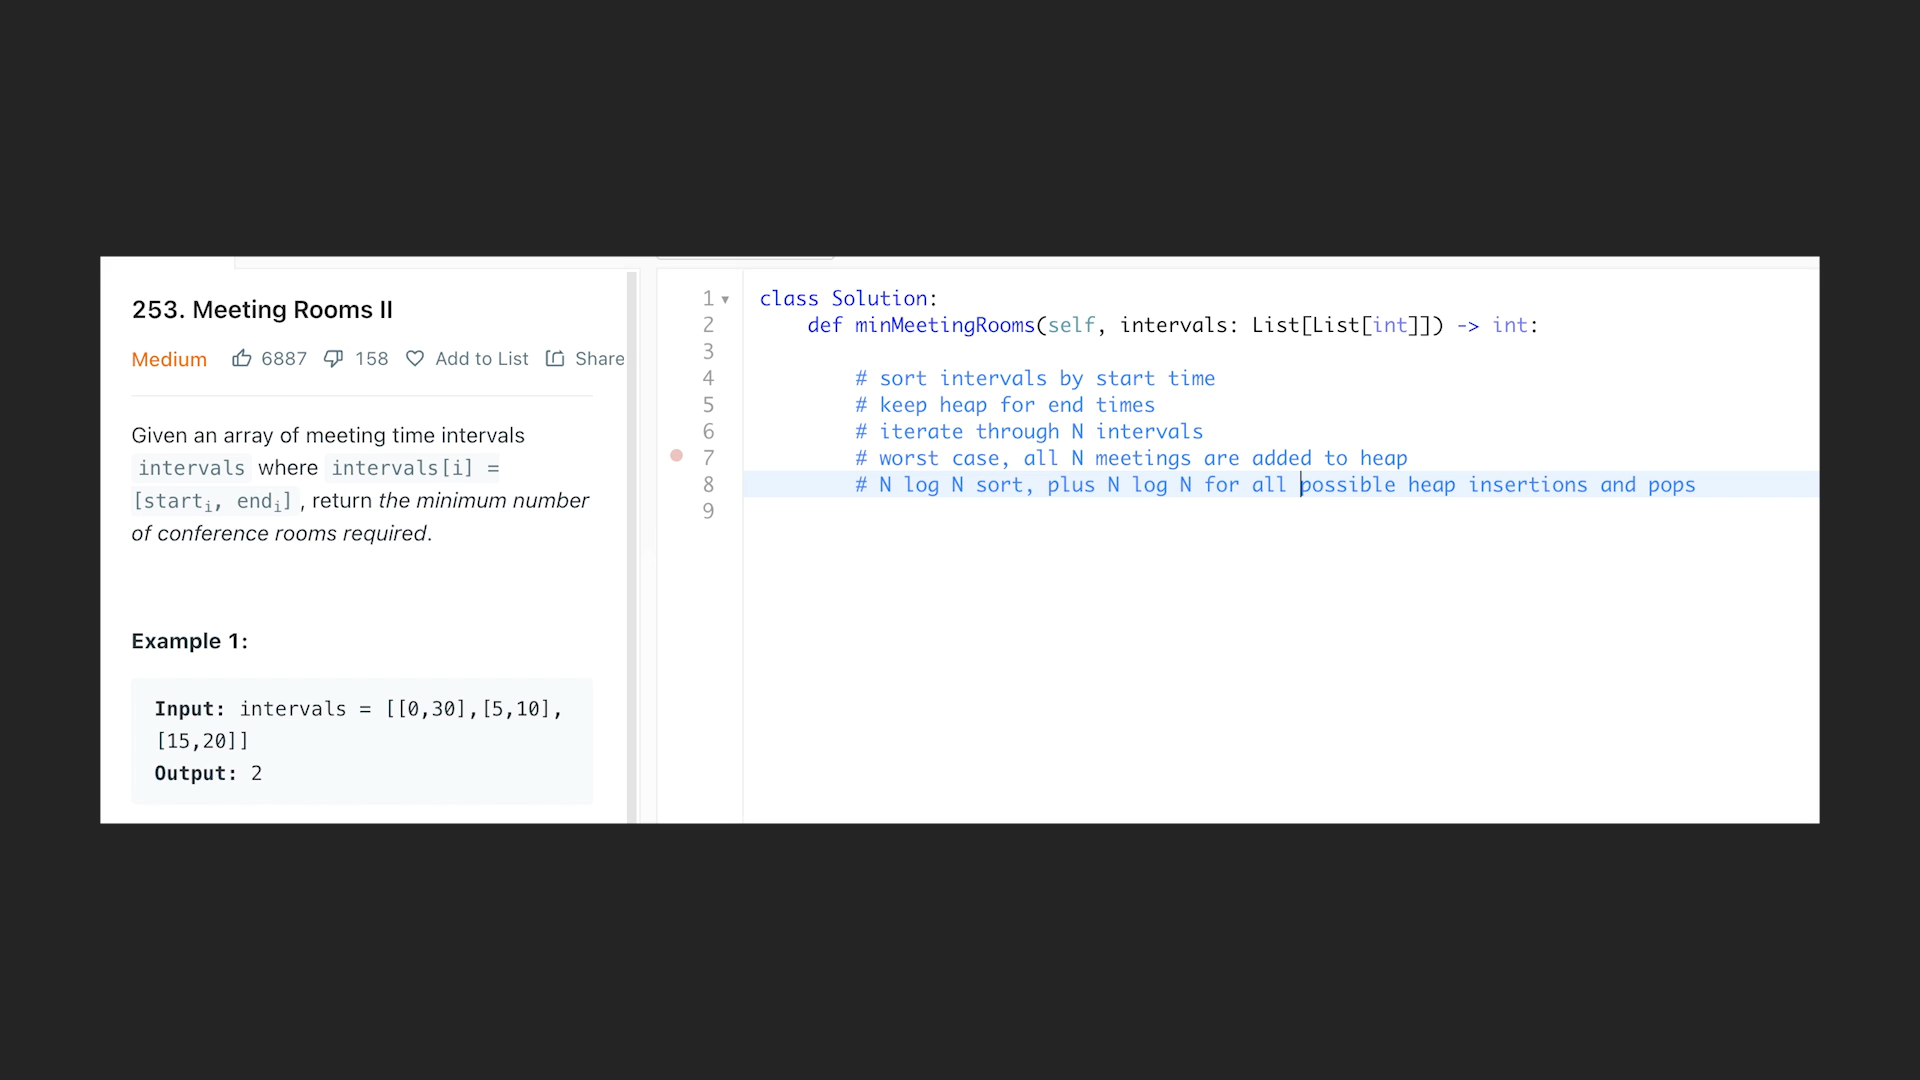 253. Meeting Rooms II
Medium 6887 158 Add to List Share
Given an array of meeting time intervals
intervals where intervals[i] =
[starti, endi] , return the minimum number
of conference rooms required.
Example 1:
Input: intervals = [[0,30],[5,10],
[15,20]]
Output: 2
1 class Solution:
2 def minMeetingRooms(self, intervals: List[List[int]]) -> int:
3
4 # sort intervals by start time
5 # keep heap for end times
6 # iterate through N intervals
7 # worst case, all N meetings are added to heap
8 # N log N sort, plus N log N for all possible heap insertions and pops
9